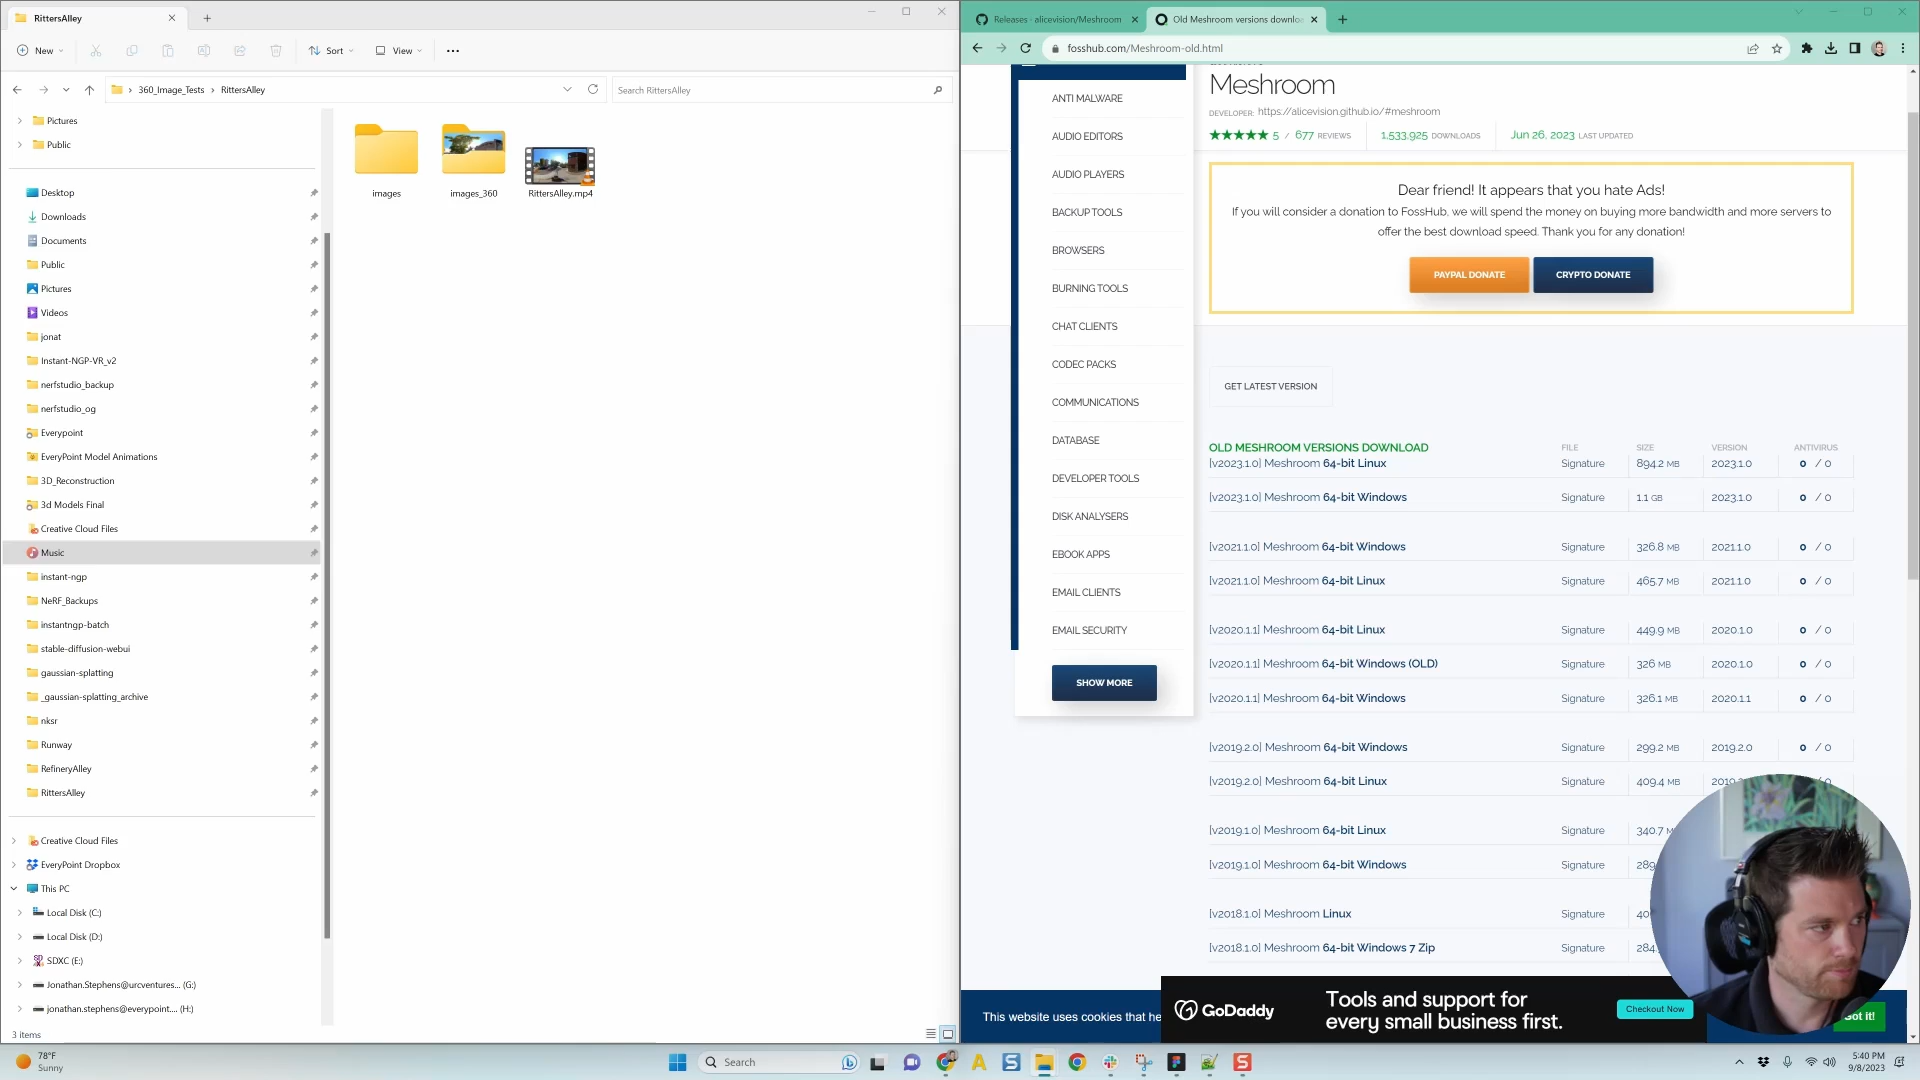 RittersAlley
New
Sort
View
360_Image_Tests
RittersAlley
Search RittersAlley
Pictures
Public
Desktop
Downloads
Documents
Public
Pictures
Videos
jonat
Instant-NGP-VR_v2
nerfstudio_backup
nerfstudio_og
Everypoint
EveryPoint Model Animations
3D_Reconstruction
3d Models Final
Creative Cloud Files
Music
instant-ngp
NeRF_Backups
instantngp-batch
stable-diffusion-webui
gaussian-splatting
_gaussian-splatting_archive
nksr
Runway
RefineryAlley
RittersAlley
Creative Cloud Files
EveryPoint Dropbox
This PC
Local Disk (C:)
Local Disk (D:)
SDXC (E:)
Jonathan.Stephens@urcventures... (G:)
jonathan.stephens@everypoint.... (H:)
3 items
images
images_360
RittersAlley.mp4
Releases · alicevision/Meshroom
Old Meshroom versions downlo
fosshub.com/Meshroom-old.html
ANTI MALWARE
AUDIO EDITORS
AUDIO PLAYERS
BACKUP TOOLS
BROWSERS
BURNING TOOLS
CHAT CLIENTS
CODEC PACKS
COMMUNICATIONS
DATABASE
DEVELOPER TOOLS
DISK ANALYSERS
EBOOK APPS
EMAIL CLIENTS
EMAIL SECURITY
SHOW MORE
Meshroom
DEVELOPER: https://alicevision.github.io/#meshroom
★★★★★ 5 / 677 REVIEWS 1,533,925 DOWNLOADS Jun 26, 2023 LAST UPDATED
Dear friend! It appears that you hate Ads!
If you will consider a donation to FossHub, we will spend the money on buying more bandwidth and more servers to
offer the best download speed. Thank you for any donation!
PAYPAL DONATE CRYPTO DONATE
GET LATEST VERSION
OLD MESHROOM VERSIONS DOWNLOAD FILE SIZE VERSION ANTIVIRUS
[v2023.1.0] Meshroom 64-bit Linux Signature 894.2 MB 2023.1.0 0 / 0
[v2023.1.0] Meshroom 64-bit Windows Signature 1.1 GB 2023.1.0 0 / 0
[v2021.1.0] Meshroom 64-bit Windows Signature 326.8 MB 2021.1.0 0 / 0
[v2021.1.0] Meshroom 64-bit Linux Signature 465.7 MB 2021.1.0 0 / 0
[v2020.1.1] Meshroom 64-bit Linux Signature 449.9 MB 2020.1.0 0 / 0
[v2020.1.1] Meshroom 64-bit Windows (OLD) Signature 326 MB 2020.1.0 0 / 0
[v2020.1.1] Meshroom 64-bit Windows Signature 326.1 MB 2020.1.1 0 / 0
[v2019.2.0] Meshroom 64-bit Windows Signature 299.2 MB 2019.2.0 0 / 0
[v2019.2.0] Meshroom 64-bit Linux Signature 409.4 MB
[v2019.1.0] Meshroom 64-bit Linux Signature 340.7
[v2019.1.0] Meshroom 64-bit Windows Signature
[v2018.1.0] Meshroom Linux Signature
[v2018.1.0] Meshroom 64-bit Windows 7 Zip Signature
This website uses cookies that he
GoDaddy
Tools and support for
every small business first.
Checkout Now
Got it!
78°F
Sunny
Search
5:40 PM
9/8/2023